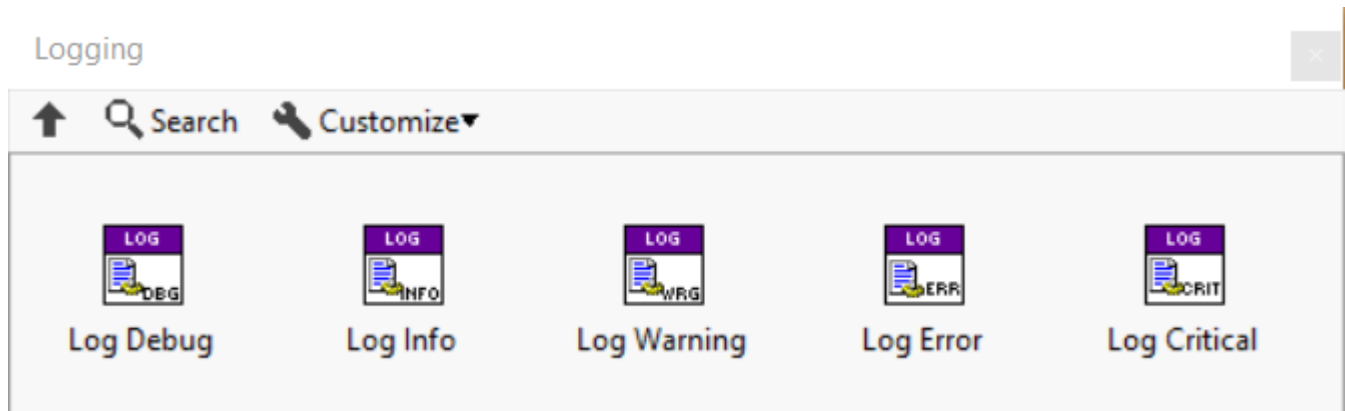 Logging
Search Customize
LOG LOG LOG LOG LOG
DBG INFO WRG ERR CRIT
Log Debug Log Info Log Warning Log Error Log Critical